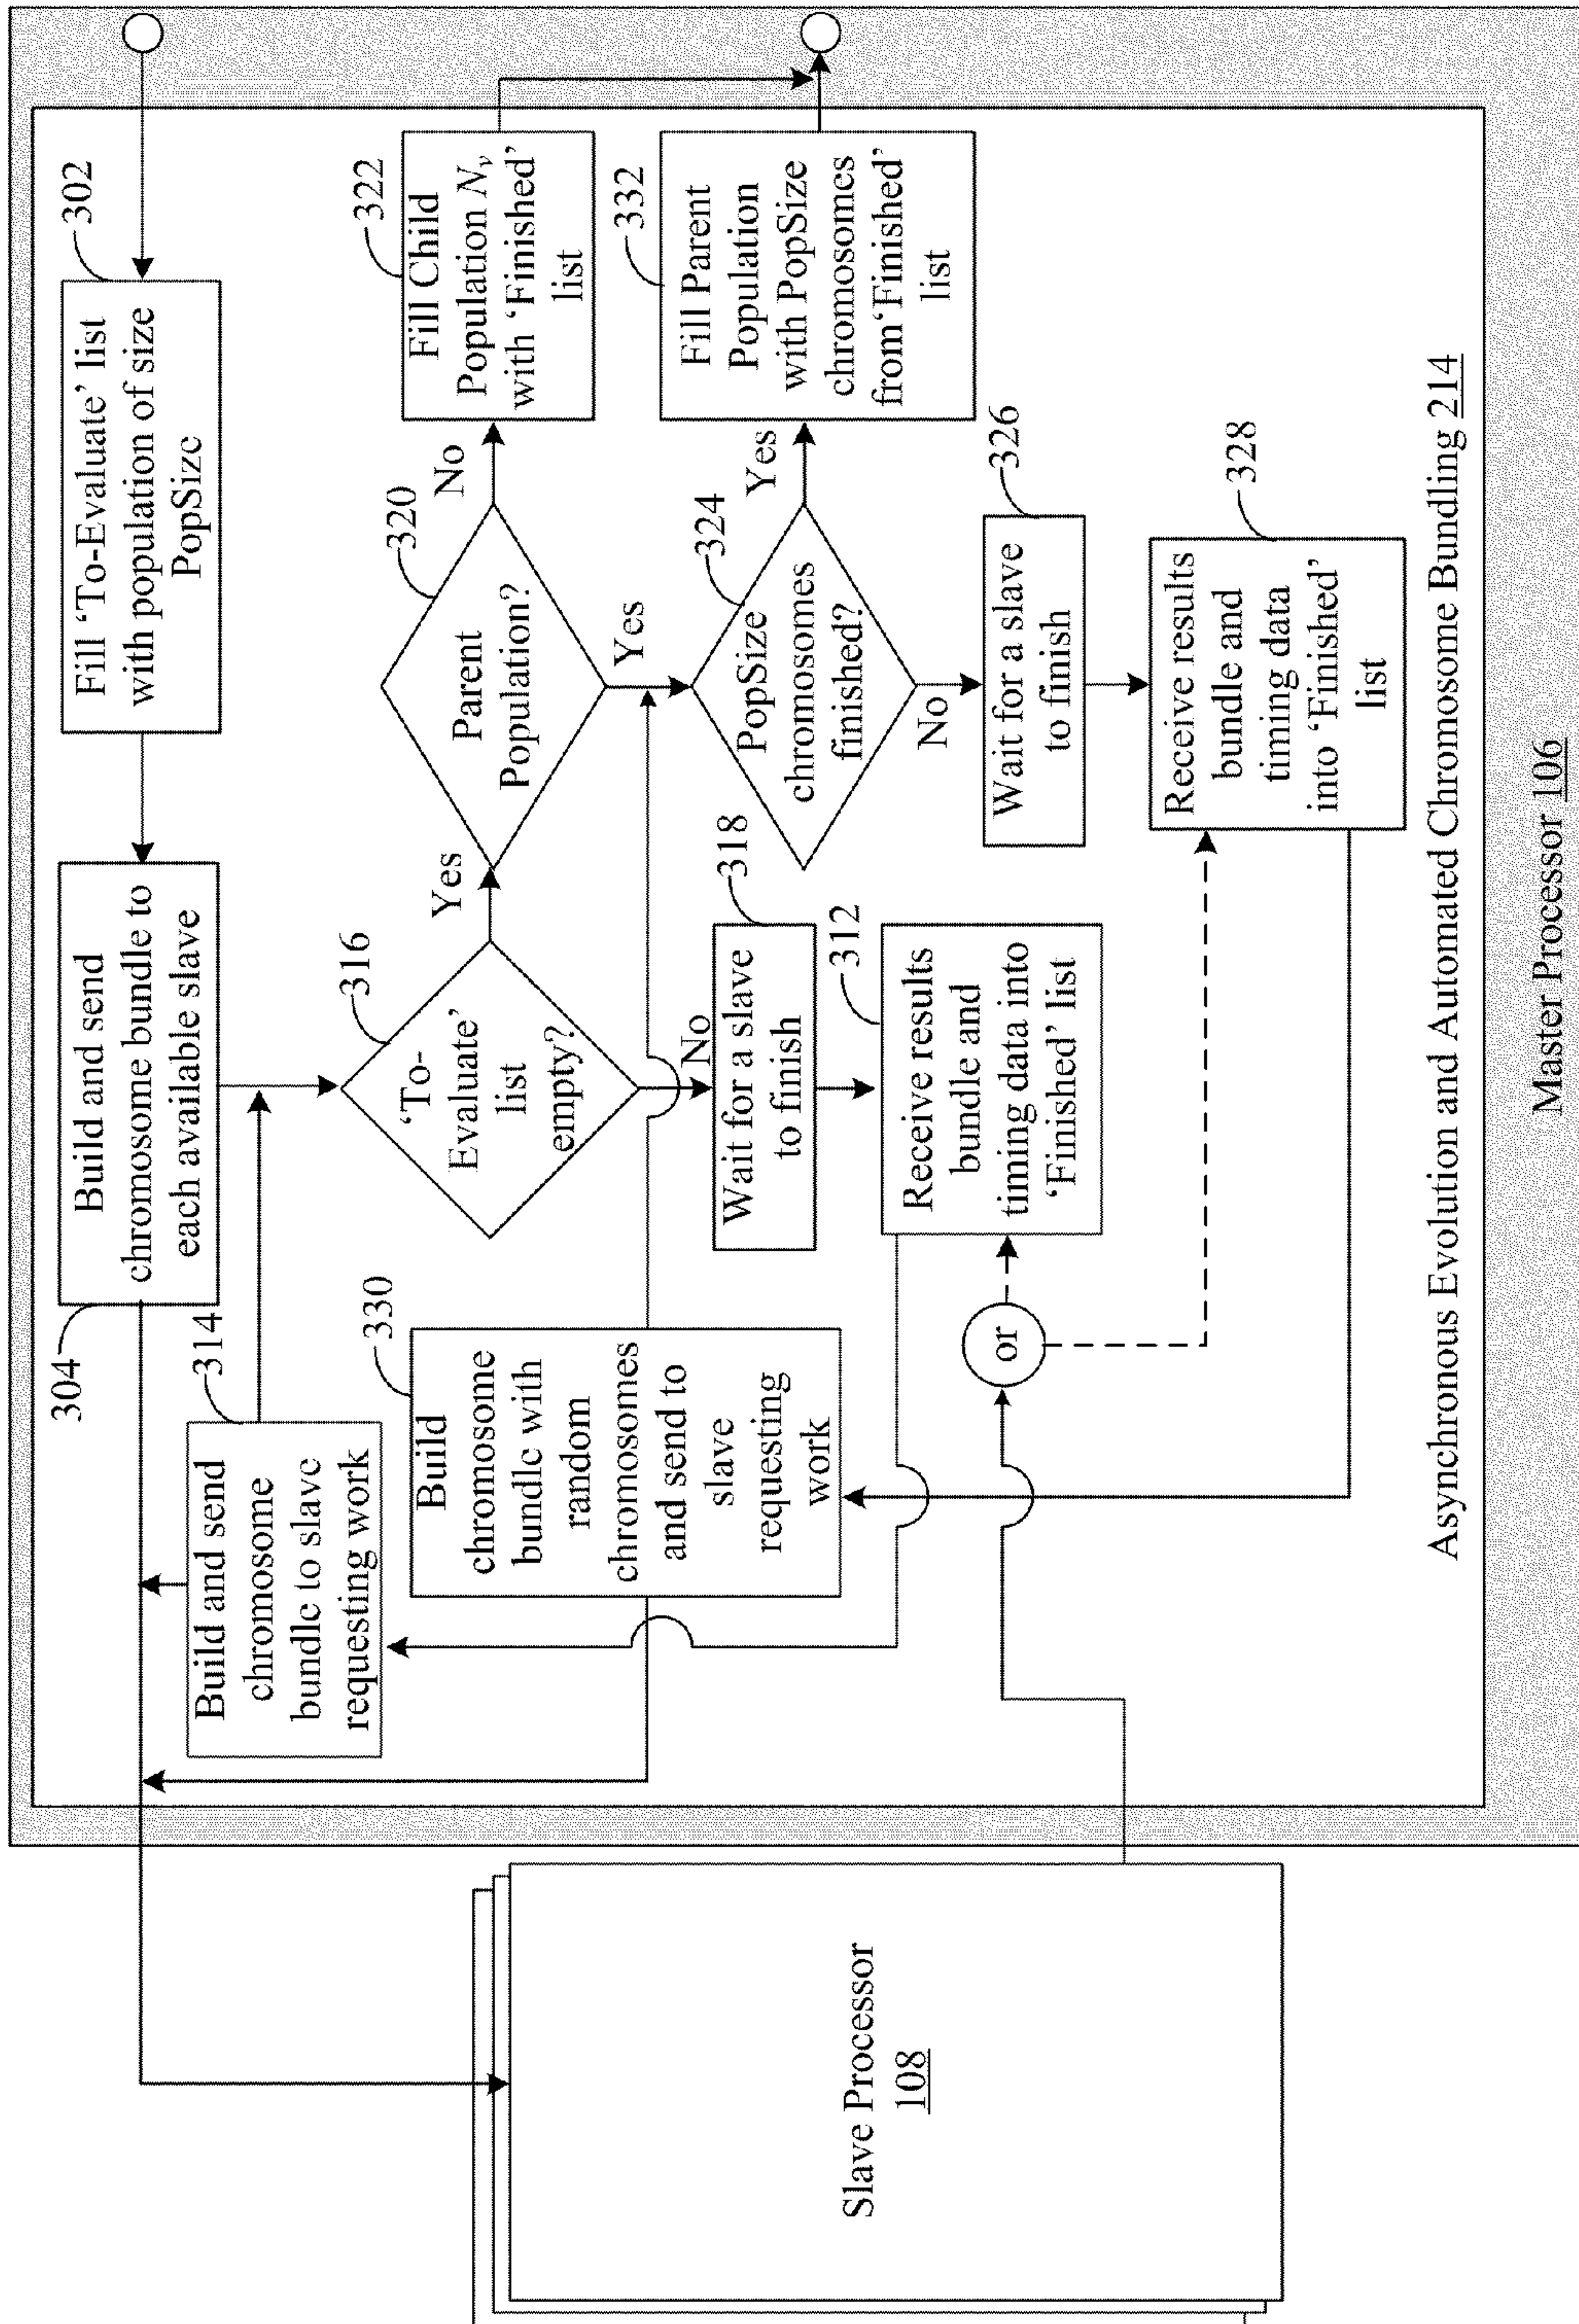 302
Fill ‘To-Evaluate’ list
with population of size
PopSize
304
Build and send
chromosome bundle to
each available slave
314
Build and send
chromosome
bundle to slave
requesting work
316
‘To-
Evaluate’
list
empty?
Yes
No
320
Parent
Population?
No
Yes
322
Fill Child
Population Nv
with ‘Finished’
list
324
PopSize
chromosomes
finished?
Yes
No
332
Fill Parent
Population
with PopSize
chromosomes
from‘Finished’
list
318
Wait for a slave
to finish
312
Receive results
bundle and
timing data into
‘Finished’ list
326
Wait for a slave
to finish
328
Receive results
bundle and
timing data
into ‘Finished’
list
330
Build
chromosome
bundle with
random
chromosomes
and send to
slave
requesting
work
or
Slave Processor
108
Asynchronous Evolution and Automated Chromosome Bundling 214
Master Processor 106